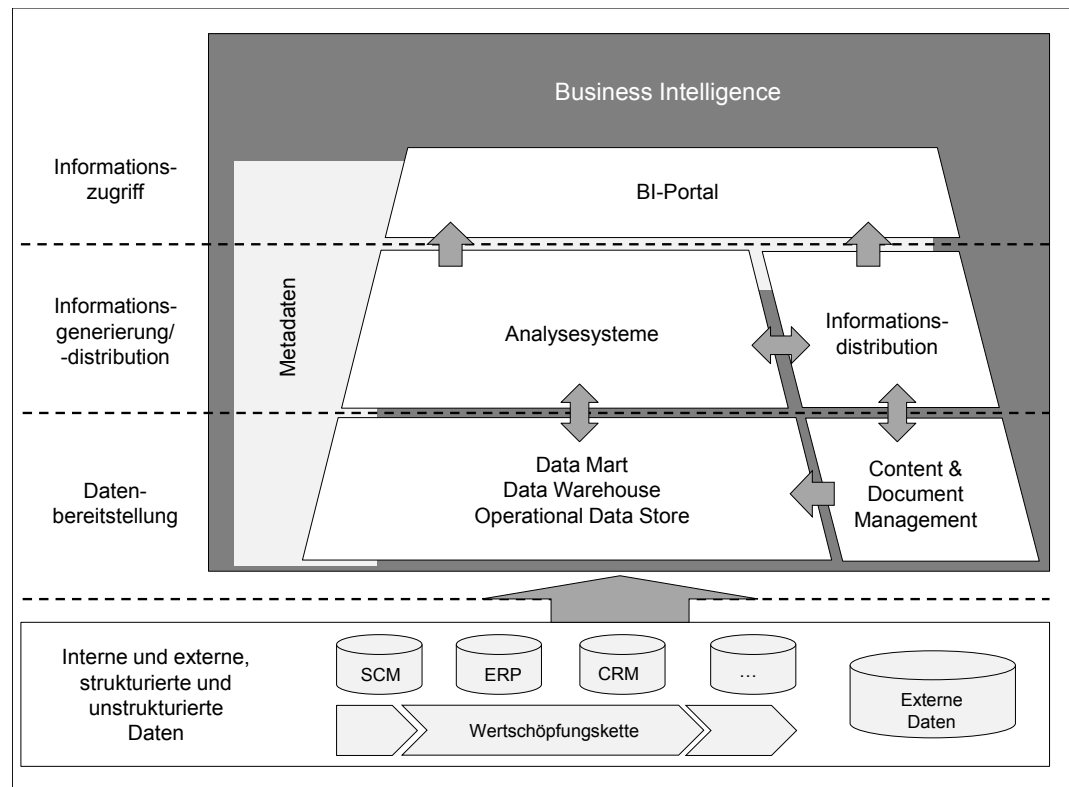 Business Intelligence
Informations-
zugriff
BI-Portal
Metadaten
Informations-
generierung/
-distribution
Analysesysteme
Informations-
distribution
Daten-
bereitstellung
Data Mart
Data Warehouse
Operational Data Store
Content &
Document
Management
Interne und externe,
strukturierte und
unstrukturierte
Daten
SCM
ERP
CRM
…
Wertschöpfungskette
Externe
Daten